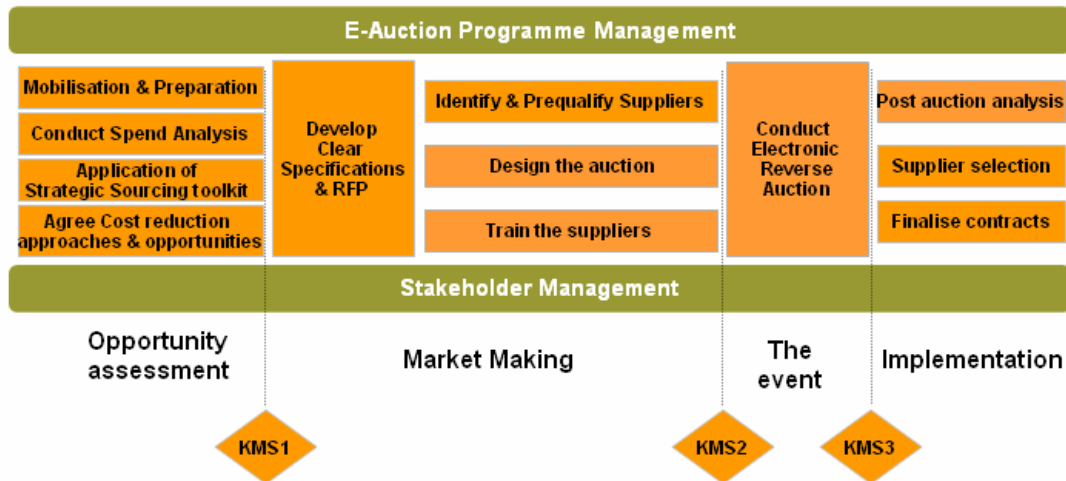 E-Auction Programme Management
Mobilisation & Preparation
Conduct Spend Analysis
Application of
Strategic Sourcing toolkit
Agree Cost reduction
approaches & opportunities
Develop
Clear
Specifications
& RFP
Identify & Prequalify Suppliers
Design the auction
Train the suppliers
Conduct
Electronic
Reverse
Auction
Post auction analysis
Supplier selection
Finalise contracts
Stakeholder Management
Opportunity
assessment
Market Making
The
event
Implementation
KMS1
KMS2
KMS3